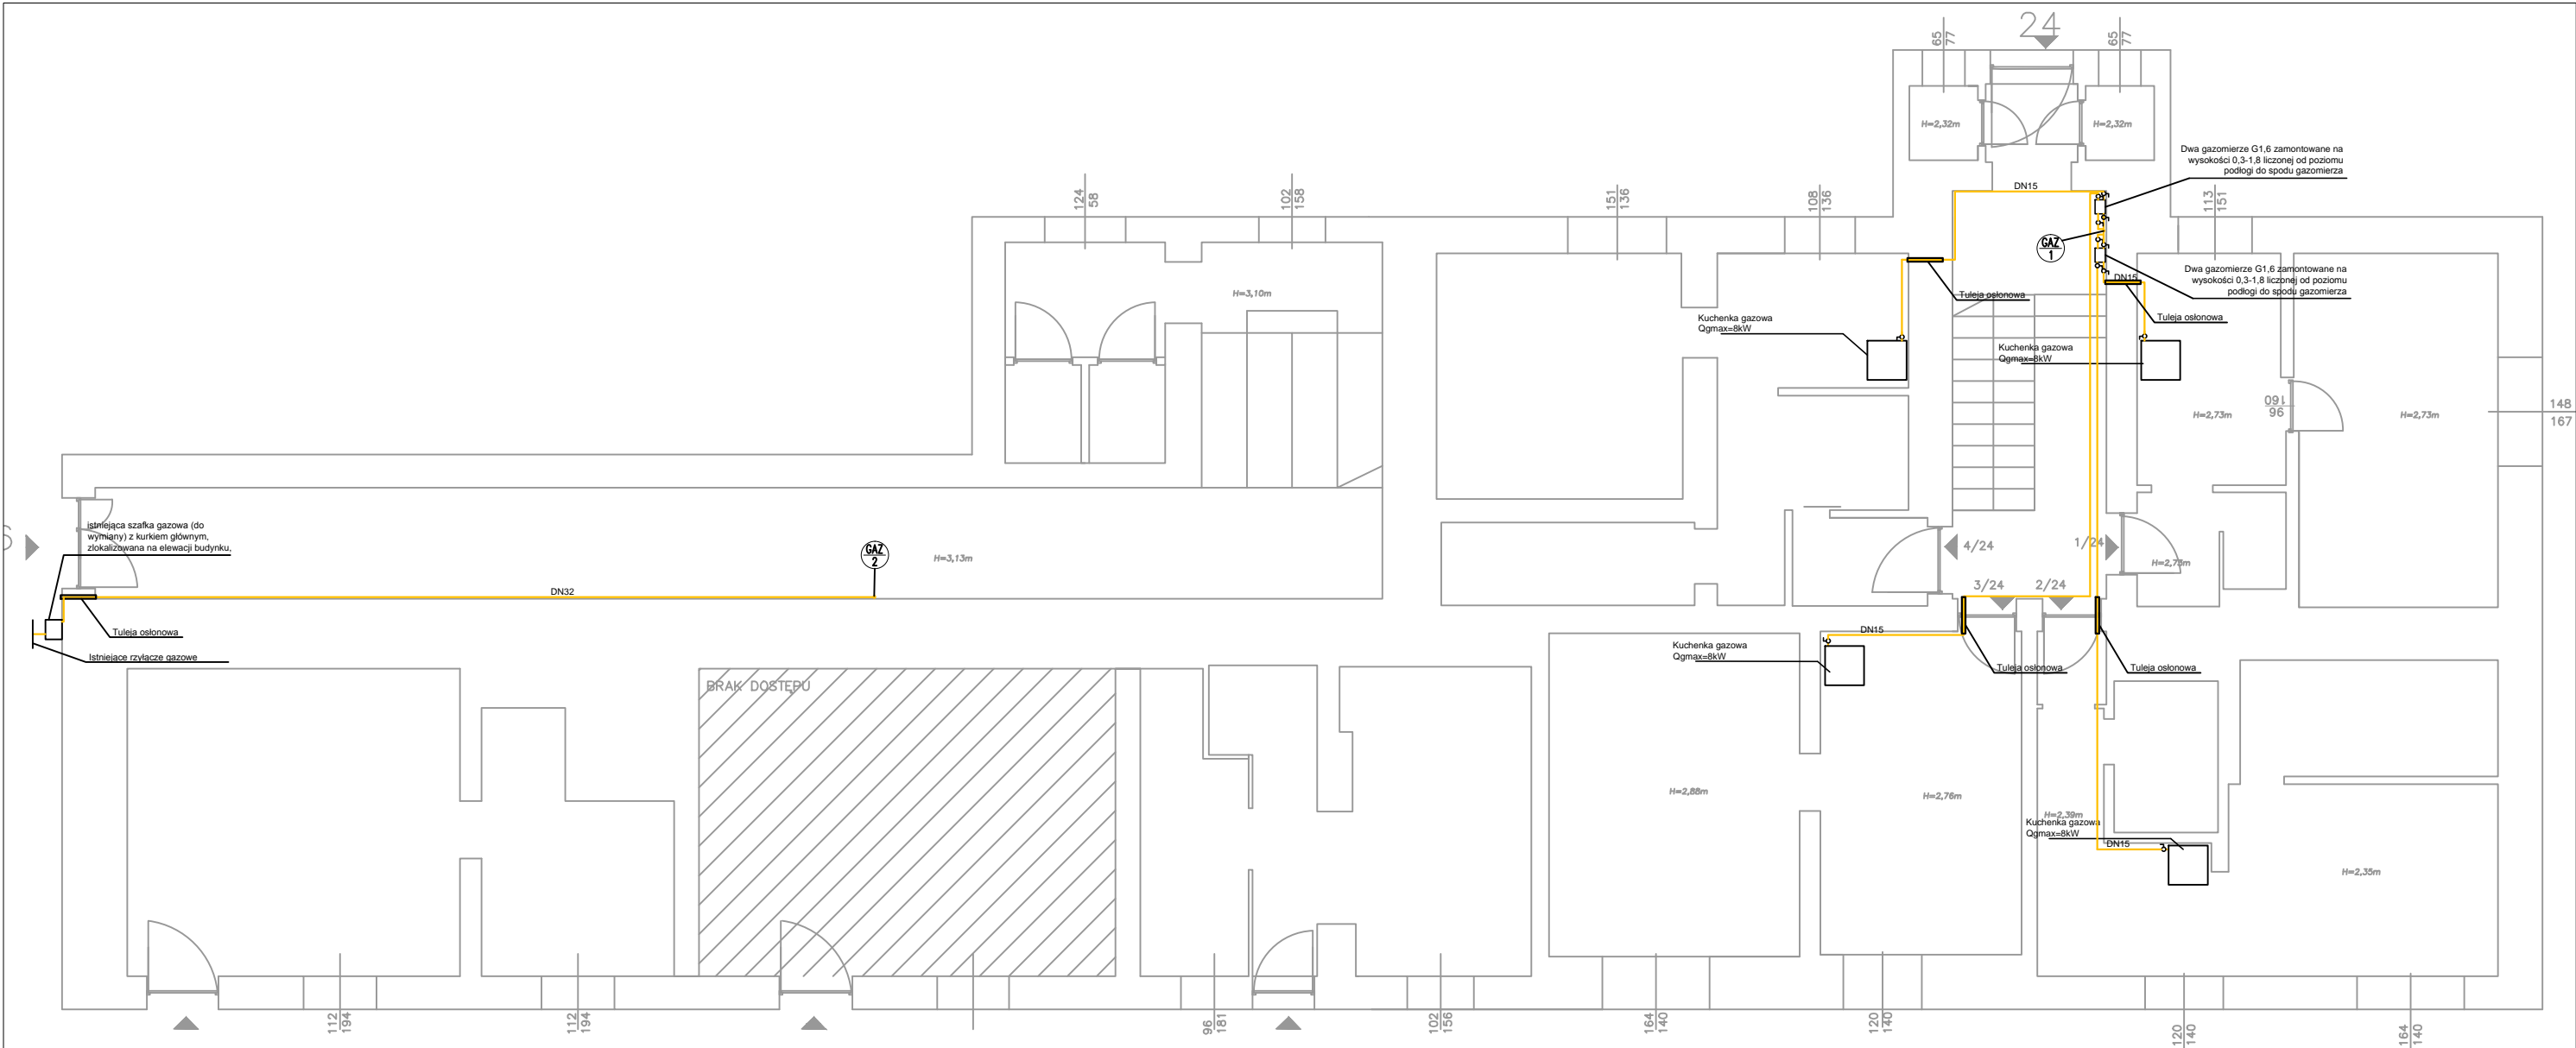 24
65
77
65
77
H=2,32m
H=2,32m
Dwa gazomierze G1,6 zamontowane na
wysokości 0,3-1,8 liczonej od poziomu
podłogi do spodu gazomierza
124
58
102
158
151
136
108
136
DN15
113
151
GAZ
1
H=3,10m
Dwa gazomierze G1,6 zamontowane na
wysokości 0,3-1,8 liczonej od poziomu
podłogi do spodu gazomierza
DN15
Tuleja osłonowa
Tuleja osłonowa
Kuchenka gazowa
Qgmax=8kW
Kuchenka gazowa
Qgmax=8kW
H=2,73m
96
160
H=2,73m
148
167
istniejąca szafka gazowa (do
wymiany) z kurkiem głównym,
zlokalizowana na elewacji budynku.
GAZ
2
H=3,13m
4/24
1/24
H=2,73m
3/24
2/24
DN32
Tuleja osłonowa
Istniejące rzyłącze gazowe
DN15
Kuchenka gazowa
Qgmax=8kW
Tuleja osłonowa
Tuleja osłonowa
BRAK DOSTĘPU
H=2,88m
H=2,76m
H=2,39m
Kuchenka gazowa
Qgmax=8kW
DN15
H=2,35m
112
194
112
194
96
181
102
156
164
140
120
140
120
140
164
140